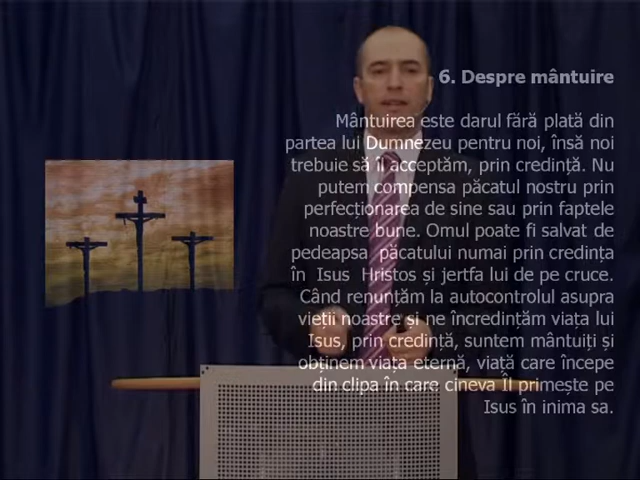 6. Despre mântuire
Mântuirea este darul fără plată din
partea lui Dumnezeu pentru noi, însă noi
trebuie să îl acceptăm, prin credință. Nu
putem compensa păcatul nostru prin
perfecționarea de sine sau prin faptele
noastre bune. Omul poate fi salvat de
pedeapsa păcatului numai prin credința
în Isus Hristos și jertfa lui de pe cruce.
Când renunțăm la autocontrolul asupra
vieții noastre și ne încredințăm viața lui
Isus, prin credință, suntem mântuiți și
obținem viața eternă, viață care începe
din clipa în care cineva Îl primește pe
Isus în inima sa.